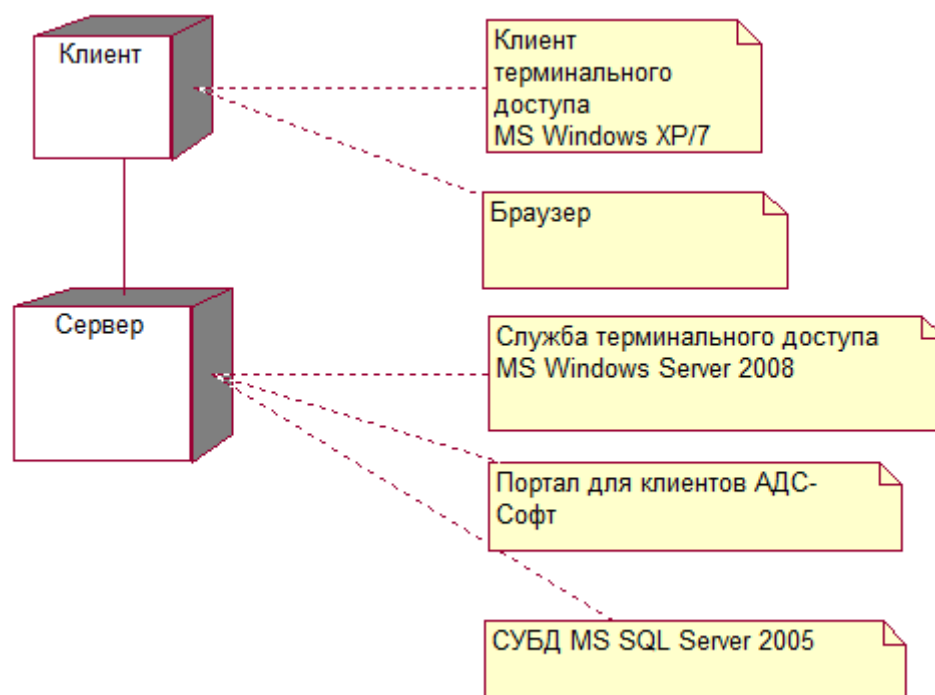 Клиент
Клиент
терминального
доступа
MS Windows XP/7
Браузер
Сервер
Служба терминального доступа
MS Windows Server 2008
Портал для клиентов АДС-
Софт
СУБД MS SQL Server 2005